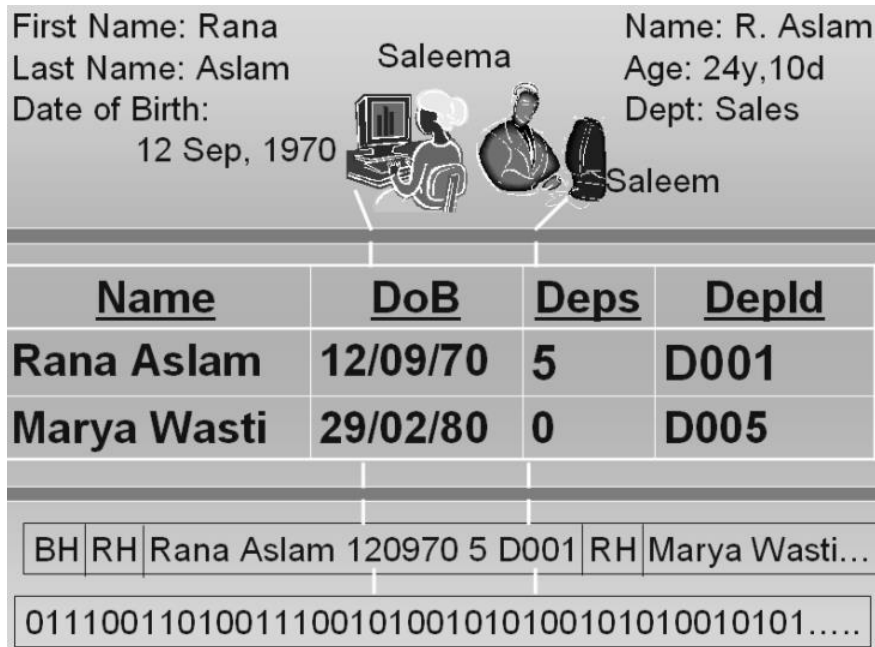 First Name: Rana
Last Name: Aslam
Date of Birth:
12 Sep, 1970
Saleema
Name: R. Aslam
Age: 24y,10d
Dept: Sales
Saleem
Name DoB Deps DepId
Rana Aslam 12/09/70 5 D001
Marya Wasti 29/02/80 0 D005
BH RH Rana Aslam 120970 5 D001 RH Marya Wasti...
0111001101001110010100101010010101001010​1.....